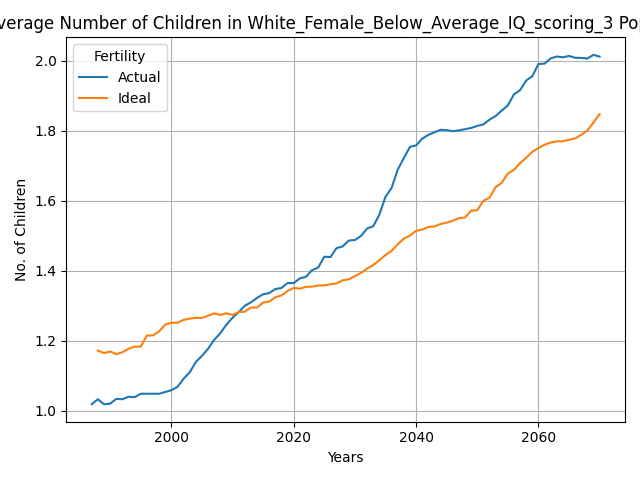 verage Number of Children in White_Female_Below_Average_IQ_scoring_3 Po
Fertility
Actual
Ideal
No. of Children
2.0
1.8
1.6
1.4
1.2
1.0
2000 2020 2040 2060
Years